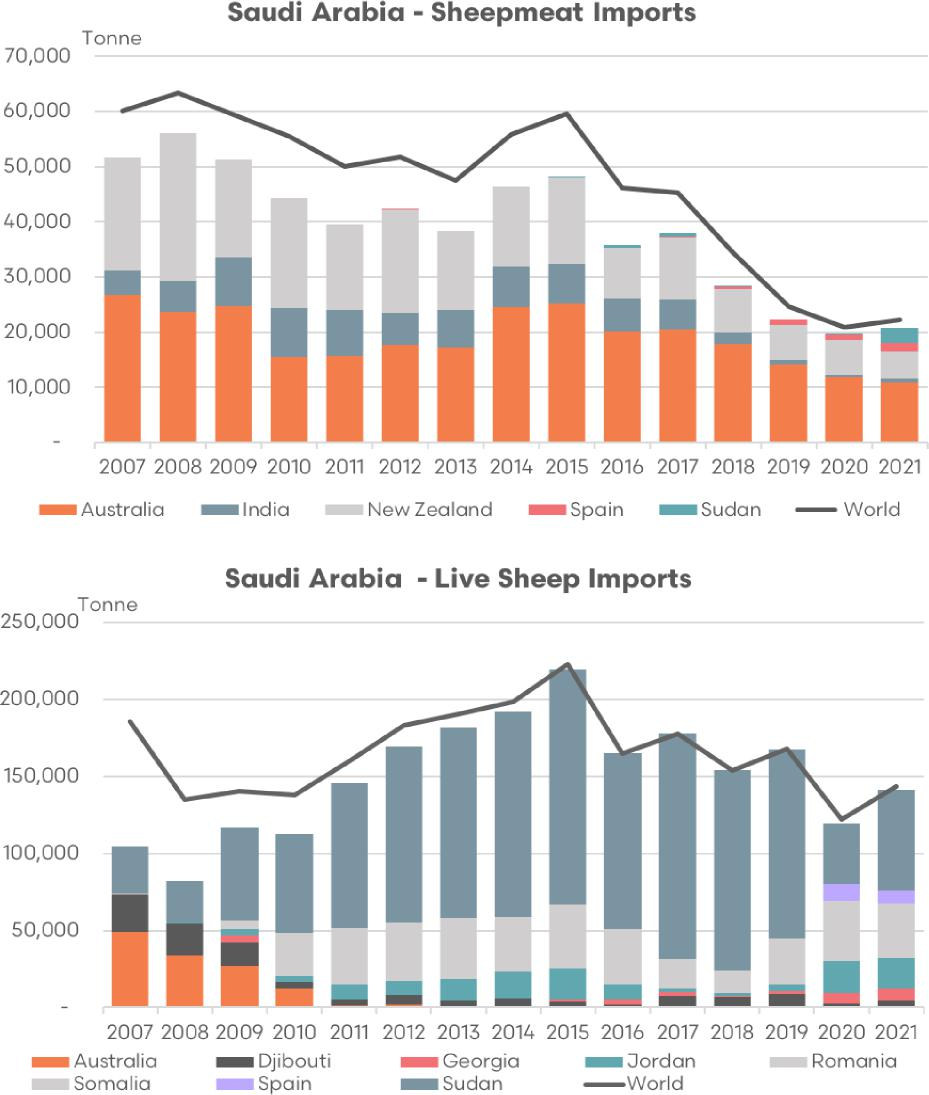 Saudi Arabia - Sheepmeat Imports
Tonne
70,000
60,000
50,000
40,000
30,000
20,000
10,000
-
2007 2008 2009 2010 2011 2012 2013 2014 2015 2016 2017 2018 2019 2020 2021
Australia India New Zealand Spain Sudan World
Saudi Arabia - Live Sheep Imports
Tonne
250,000
200,000
150,000
100,000
50,000
-
2007 2008 2009 2010 2011 2012 2013 2014 2015 2016 2017 2018 2019 2020 2021
Australia Djibouti Georgia Jordan Romania
Somalia Spain Sudan World